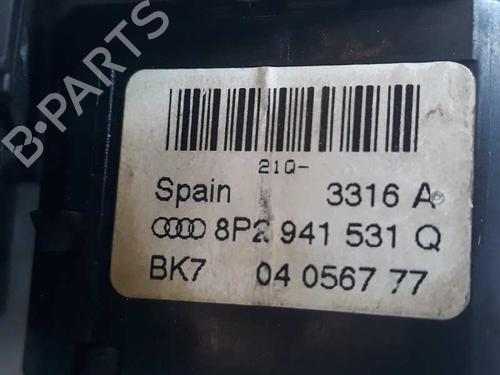 B-PARTS
21Q-
Spain 3316 A
8P2 941 531 Q
BK7 04 0567 77